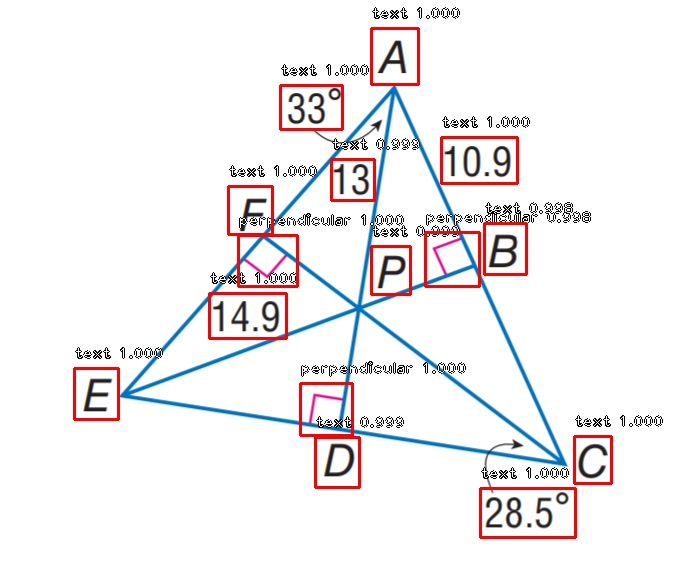 text 1.000
A
text 1.000
33°
text 1.000
10.9
text 0.999
13
text 1.000
F
perpendicular 1.000
text 0.998
perpendicular 0.998
B
text 0.999
P
text 1.000
14.9
text 1.000
E
perpendicular 1.000
text 0.999
D
text 1.000
C
text 1.000
28.5°